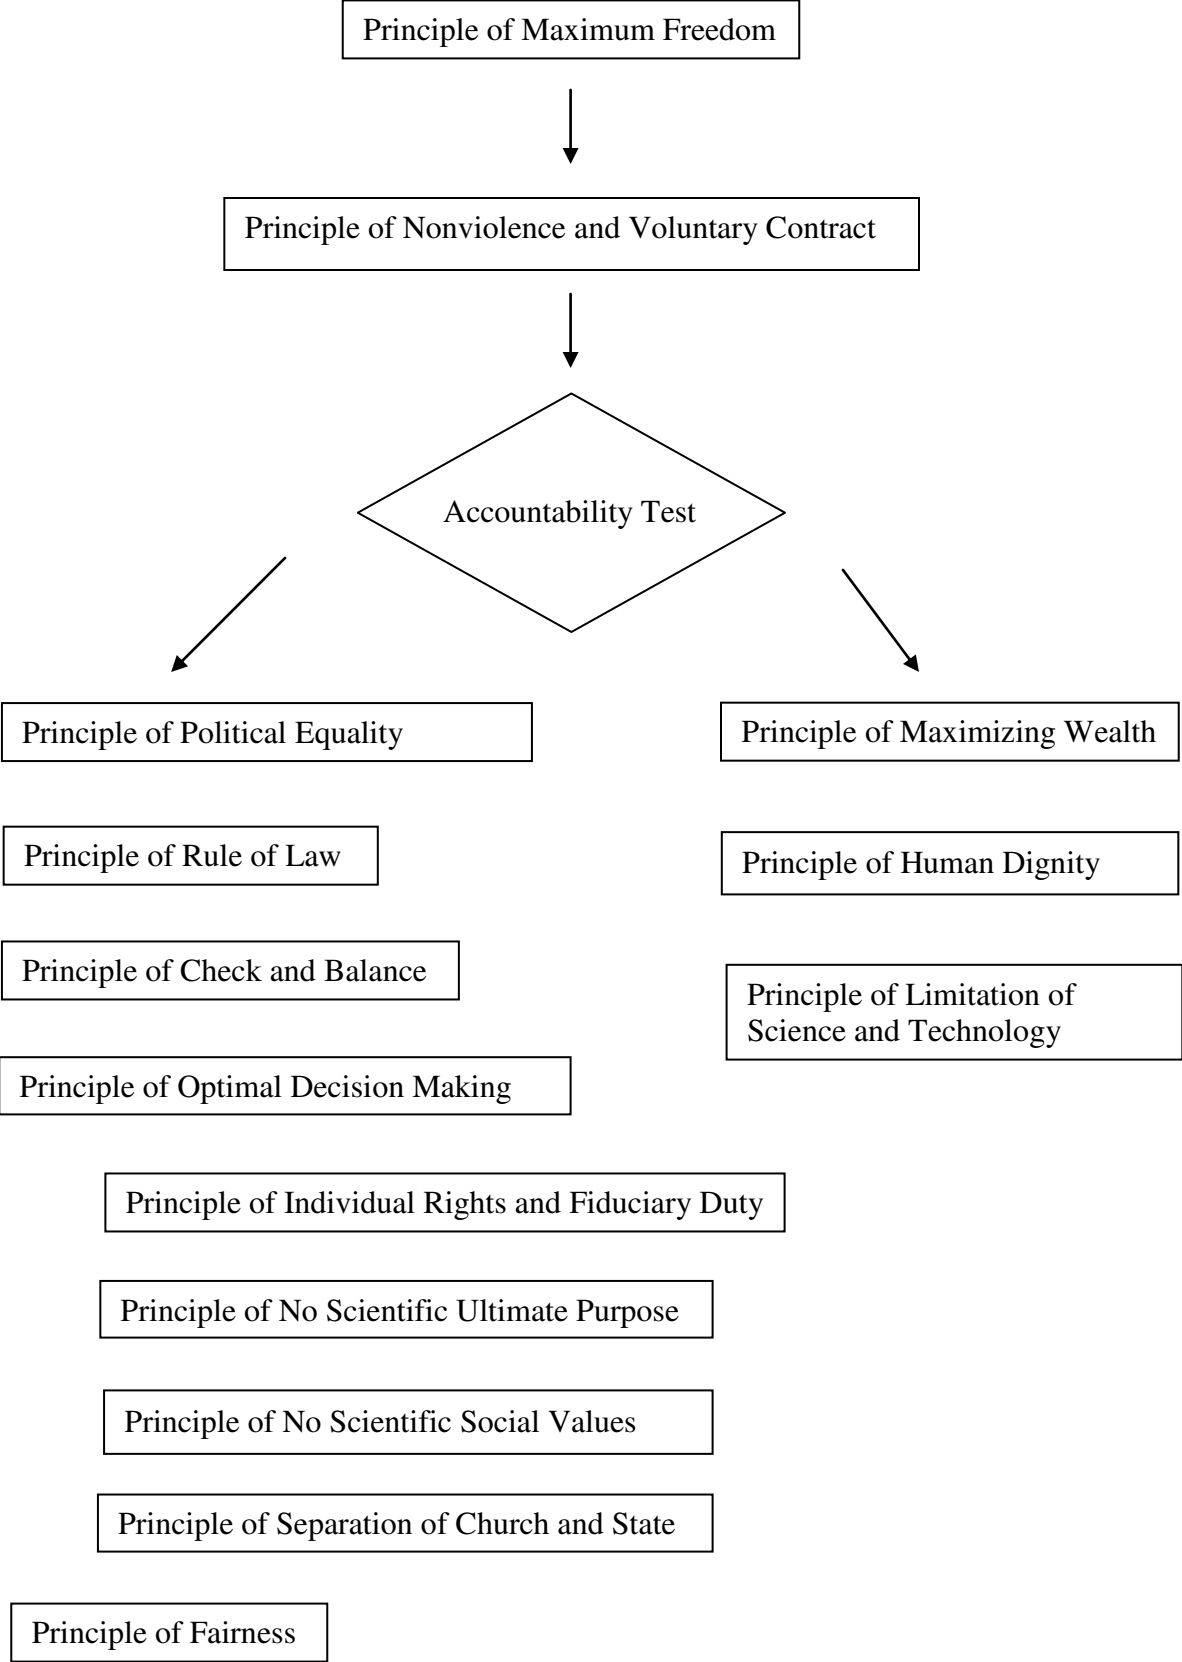 Principle of Maximum Freedom
Principle of Nonviolence and Voluntary Contract
Accountability Test
Principle of Political Equality
Principle of Maximizing Wealth
Principle of Rule of Law
Principle of Human Dignity
Principle of Check and Balance
Principle of Limitation of
Science and Technology
Principle of Optimal Decision Making
Principle of Individual Rights and Fiduciary Duty
Principle of No Scientific Ultimate Purpose
Principle of No Scientific Social Values
Principle of Separation of Church and State
Principle of Fairness